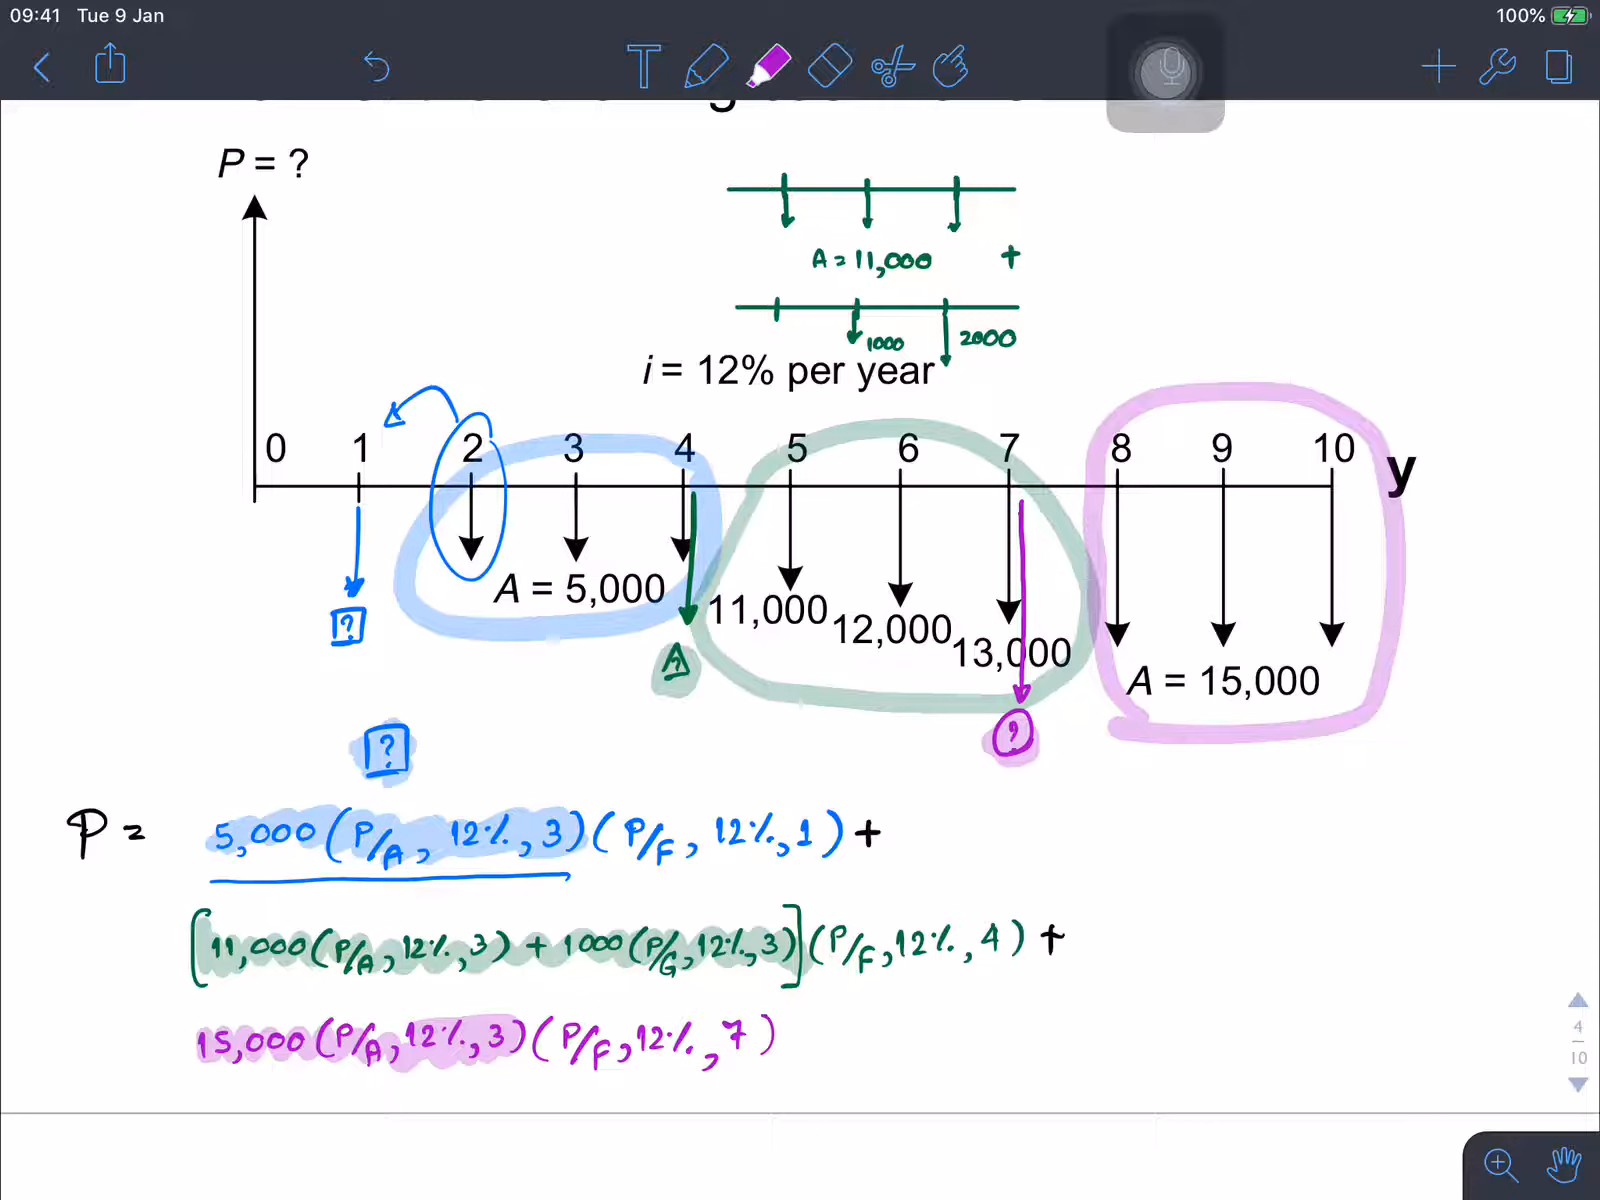 09:41 Tue 9 Jan
100%
T
P = ?
A = 11,000 +
1000 2000
i = 12% per year
0 1 2 3 4 5 6 7 8 9 10 y
A = 5,000
11,000
12,000
13,000
A = 15,000
?
A
?
?
P =
5,000 (P/A, 12%, 3) (P/F, 12%, 1) +
[11,000 (P/A, 12%, 3) + 1000 (P/G, 12%, 3)] (P/F, 12%, 4) +
15,000 (P/A, 12%, 3) (P/F, 12%, 7)
4
10